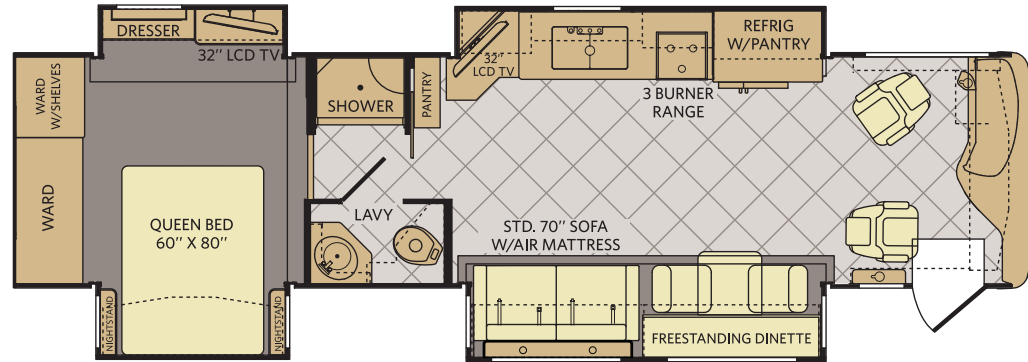 DRESSER
32" LCD TV
WARD
W/SHELVES
WARD
QUEEN BED
60" X 80"
NIGHTSTAND
NIGHTSTAND
SHOWER
PANTRY
LAVY
32"
LCD TV
3 BURNER
RANGE
REFRIG
W/PANTRY
STD. 70" SOFA
W/AIR MATTRESS
FREESTANDING DINETTE